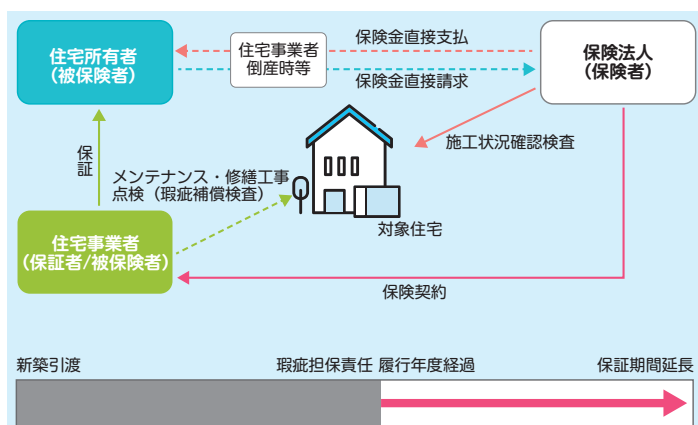 住宅所有者
(被保険者)
住宅事業者
倒産時等
保険金直接支払
保険金直接請求
保険法人
(保険者)
保証
メンテナンス・修繕工事
点検（瑕疵補償検査）
施工状況確認検査
対象住宅
住宅事業者
(保証者/被保険者)
保険契約
新築引渡
瑕疵担保責任 履行年度経過
保証期間延長